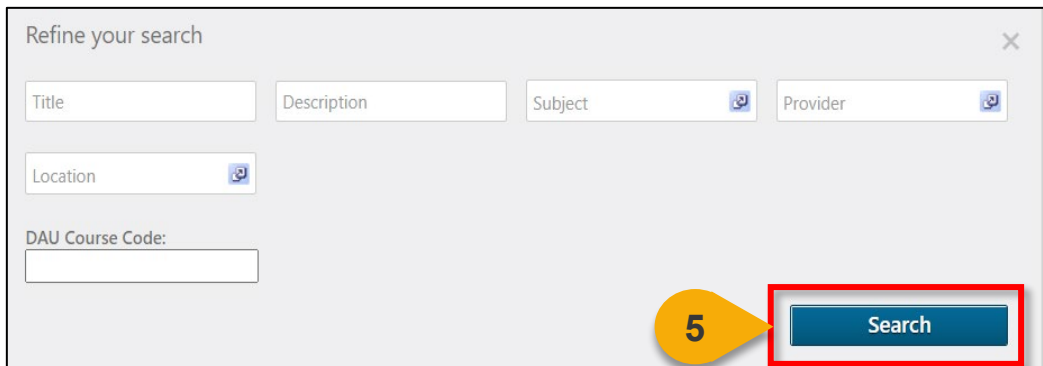 Refine your search
Title
Description
Subject
Provider
Location
DAU Course Code:
5
Search